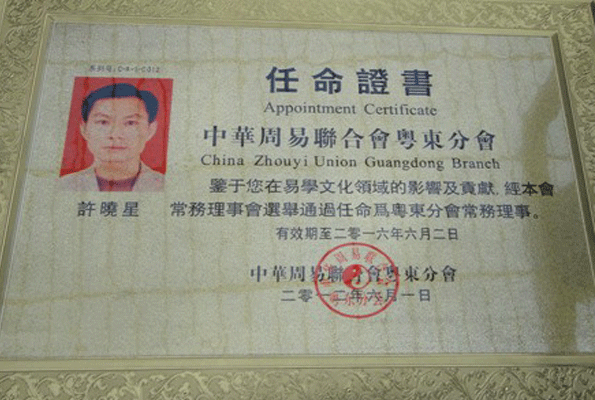 任命證書
Appointment Certificate
中華周易聯合會粵東分會
China Zhouyi Union Guangdong Branch
鑒于您在易學文化領域的影響及貢獻,經本會
常務理事會選舉通過任命爲粵東分會常務理事。
許曉星
有效期至二零一六年六月二日
中華周易聯合會粵東分會
二零一二年六月一日